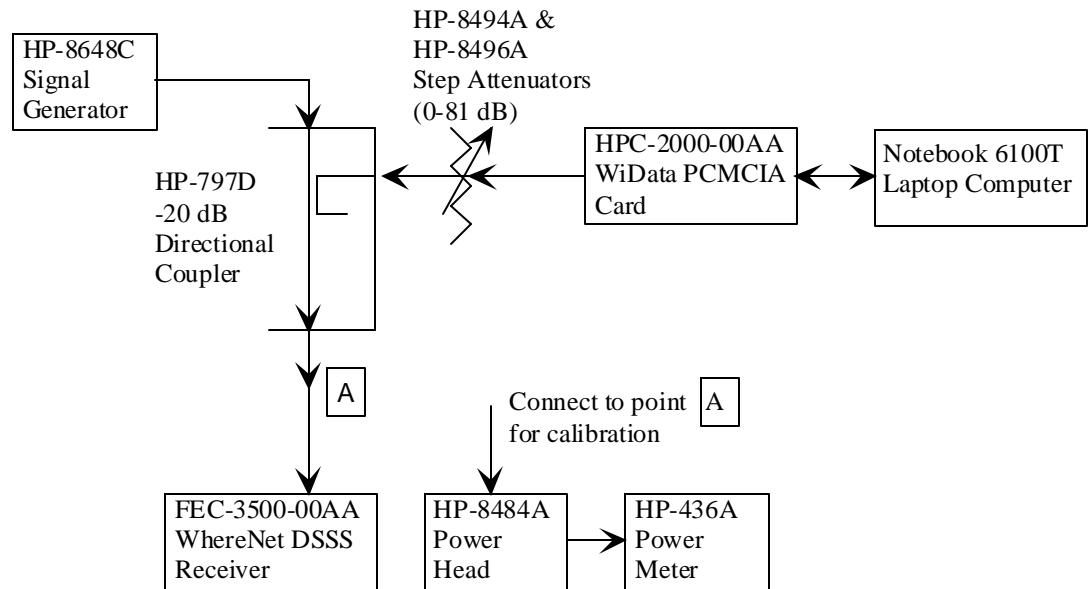 HP-8494A &
HP-8496A
Step Attenuators
(0-81 dB)
HP-8648C
Signal
Generator
HPC-2000-00AA
WiData PCMCIA
Card
Notebook 6100T
Laptop Computer
HP-797D
-20 dB
Directional
Coupler
A
Connect to point A
for calibration
FEC-3500-00AA
WhereNet DSSS
Receiver
HP-8484A
Power
Head
HP-436A
Power
Meter